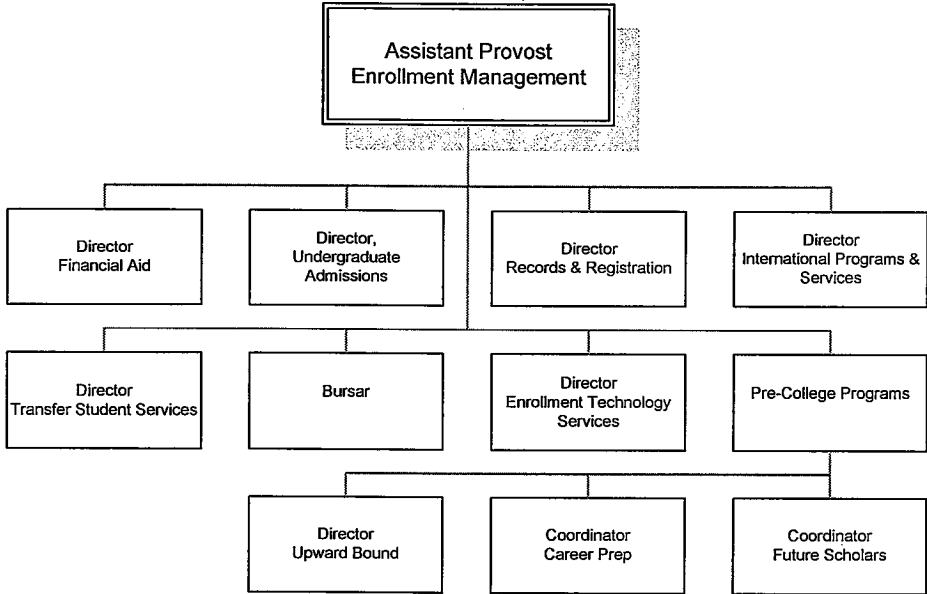 Assistant Provost
Enrollment Management
Director
Financial Aid
Director,
Undergraduate
Admissions
Director
Records & Registration
Director
International Programs &
Services
Director
Transfer Student Services
Bursar
Director
Enrollment Technology
Services
Pre-College Programs
Director
Upward Bound
Coordinator
Career Prep
Coordinator
Future Scholars